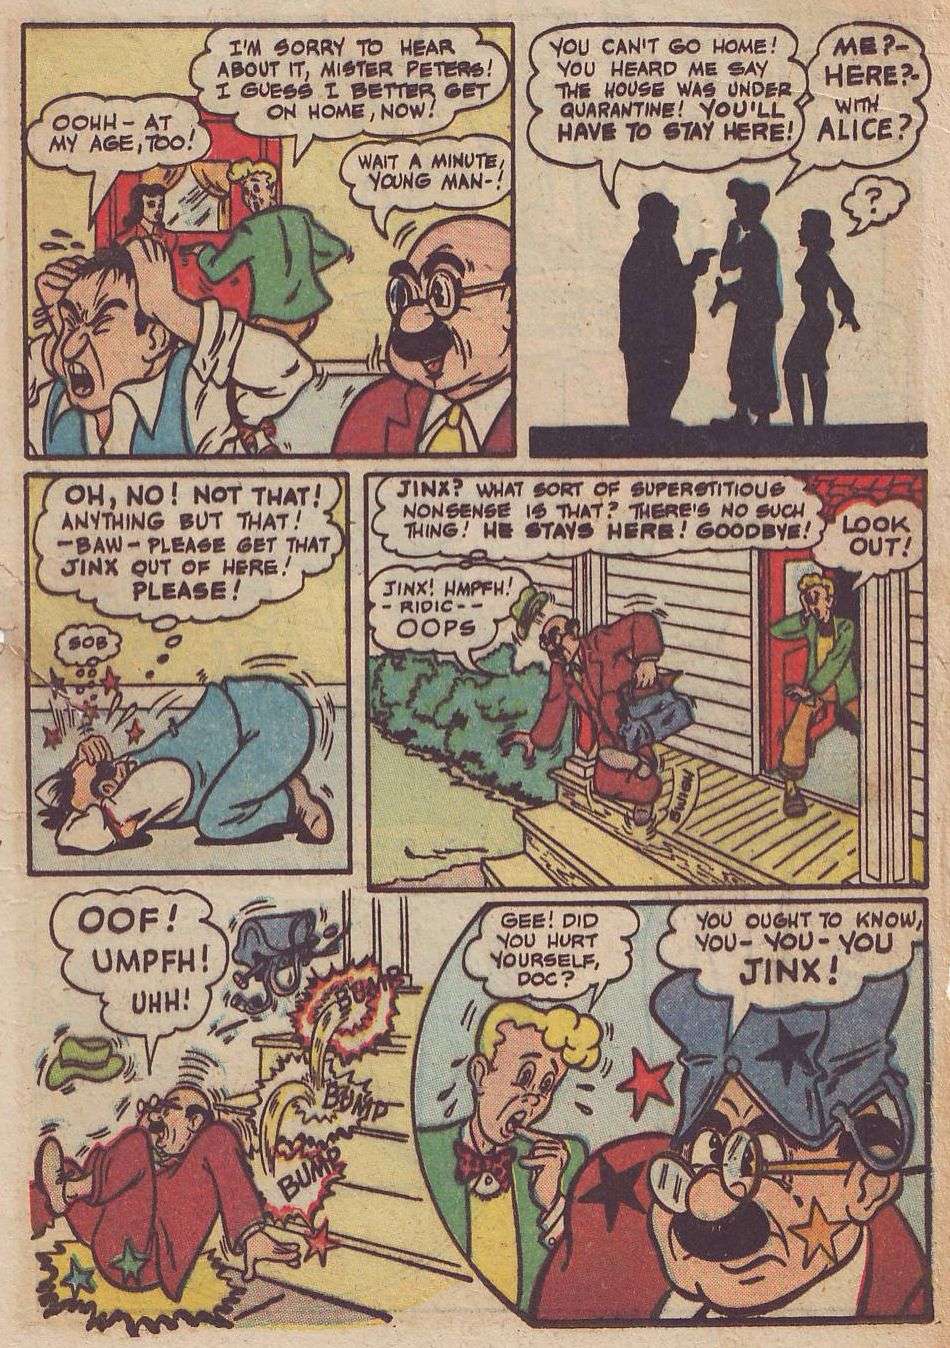 I'M SORRY TO HEAR
ABOUT IT, MISTER PETERS!
I GUESS I BETTER GET
ON HOME, NOW!
OOHH - AT
MY AGE, TOO!
WAIT A MINUTE,
YOUNG MAN-!
YOU CAN'T GO HOME!
YOU HEARD ME SAY
THE HOUSE WAS UNDER
QUARANTINE! YOU'LL
HAVE TO STAY HERE!
ME?-
HERE?-
WITH
ALICE?
?
OH, NO! NOT THAT!
ANYTHING BUT THAT!
-BAW- PLEASE GET THAT
JINX OUT OF HERE!
PLEASE!
SOB
JINX? WHAT SORT OF SUPERSTITIOUS
NONSENSE IS THAT? THERE'S NO SUCH
THING! HE STAYS HERE! GOODBYE!
LOOK
OUT!
JINX! HMPFH!
- RIDIC--
OOPS
OOF!
UMPFH!
UHH!
BUMP
BUMP
BUMP
GEE! DID
YOU HURT
YOURSELF,
DOC?
YOU OUGHT TO KNOW,
YOU- YOU- YOU
JINX!